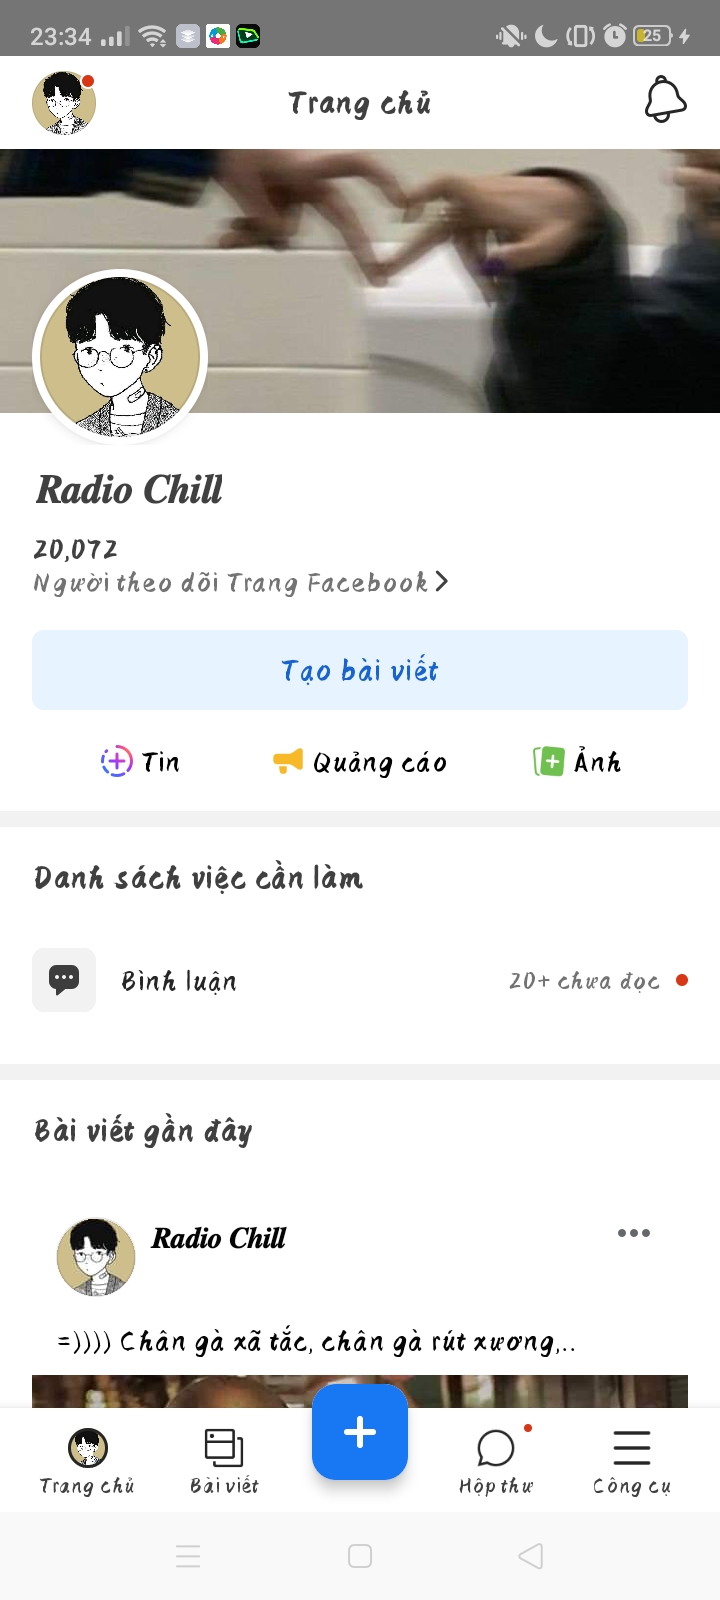 23:34
25
Trang chủ
Radio Chill
20,072
Người theo dõi Trang Facebook
Tạo bài viết
Tin
Quảng cáo
Ảnh
Danh sách việc cần làm
Bình luận
20+ chưa đọc
Bài viết gần đây
Radio Chill
=)))) Chân gà xã tắc, chân gà rút xương,..
Trang chủ
Bài viết
Hộp thư
Công cụ